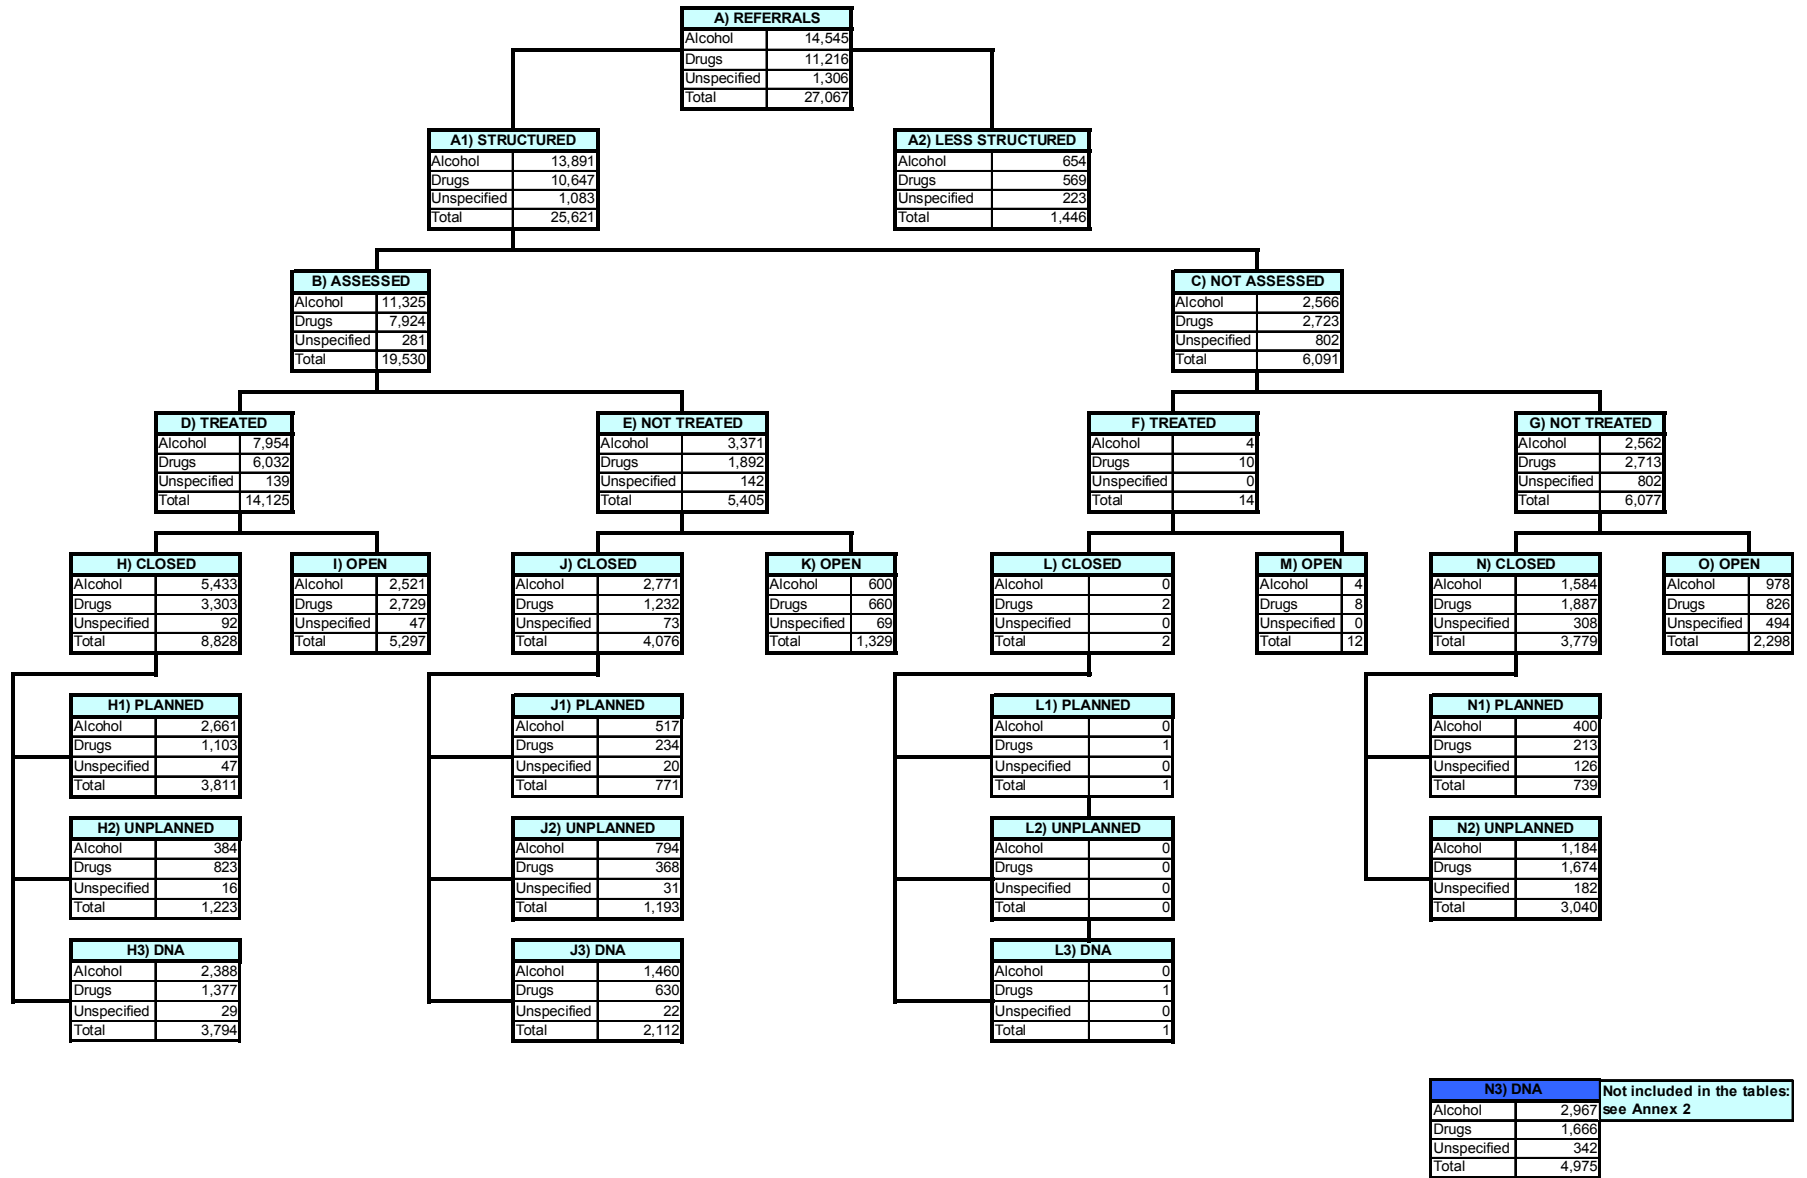 A) REFERRALS
Alcohol 14,545
Drugs 11,216
Unspecified 1,306
Total 27,067
A1) STRUCTURED
Alcohol 13,891
Drugs 10,647
Unspecified 1,083
Total 25,621
A2) LESS STRUCTURED
Alcohol 654
Drugs 569
Unspecified 223
Total 1,446
B) ASSESSED
Alcohol 11,325
Drugs 7,924
Unspecified 281
Total 19,530
C) NOT ASSESSED
Alcohol 2,566
Drugs 2,723
Unspecified 802
Total 6,091
D) TREATED
Alcohol 7,954
Drugs 6,032
Unspecified 139
Total 14,125
E) NOT TREATED
Alcohol 3,371
Drugs 1,892
Unspecified 142
Total 5,405
F) TREATED
Alcohol 4
Drugs 10
Unspecified 0
Total 14
G) NOT TREATED
Alcohol 2,562
Drugs 2,713
Unspecified 802
Total 6,077
H) CLOSED
Alcohol 5,433
Drugs 3,303
Unspecified 92
Total 8,828
I) OPEN
Alcohol 2,521
Drugs 2,729
Unspecified 47
Total 5,297
J) CLOSED
Alcohol 2,771
Drugs 1,232
Unspecified 73
Total 4,076
K) OPEN
Alcohol 600
Drugs 660
Unspecified 69
Total 1,329
L) CLOSED
Alcohol 0
Drugs 2
Unspecified 0
Total 2
M) OPEN
Alcohol 4
Drugs 8
Unspecified 0
Total 12
N) CLOSED
Alcohol 1,584
Drugs 1,887
Unspecified 308
Total 3,779
O) OPEN
Alcohol 978
Drugs 826
Unspecified 494
Total 2,298
H1) PLANNED
Alcohol 2,661
Drugs 1,103
Unspecified 47
Total 3,811
J1) PLANNED
Alcohol 517
Drugs 234
Unspecified 20
Total 771
L1) PLANNED
Alcohol 0
Drugs 1
Unspecified 0
Total 1
N1) PLANNED
Alcohol 400
Drugs 213
Unspecified 126
Total 739
H2) UNPLANNED
Alcohol 384
Drugs 823
Unspecified 16
Total 1,223
J2) UNPLANNED
Alcohol 794
Drugs 368
Unspecified 31
Total 1,193
L2) UNPLANNED
Alcohol 0
Drugs 0
Unspecified 0
Total 0
N2) UNPLANNED
Alcohol 1,184
Drugs 1,674
Unspecified 182
Total 3,040
H3) DNA
Alcohol 2,388
Drugs 1,377
Unspecified 29
Total 3,794
J3) DNA
Alcohol 1,460
Drugs 630
Unspecified 22
Total 2,112
L3) DNA
Alcohol 0
Drugs 1
Unspecified 0
Total 1
N3) DNA
Alcohol 2,967
Drugs 1,666
Unspecified 342
Total 4,975
Not included in the tables:
see Annex 2